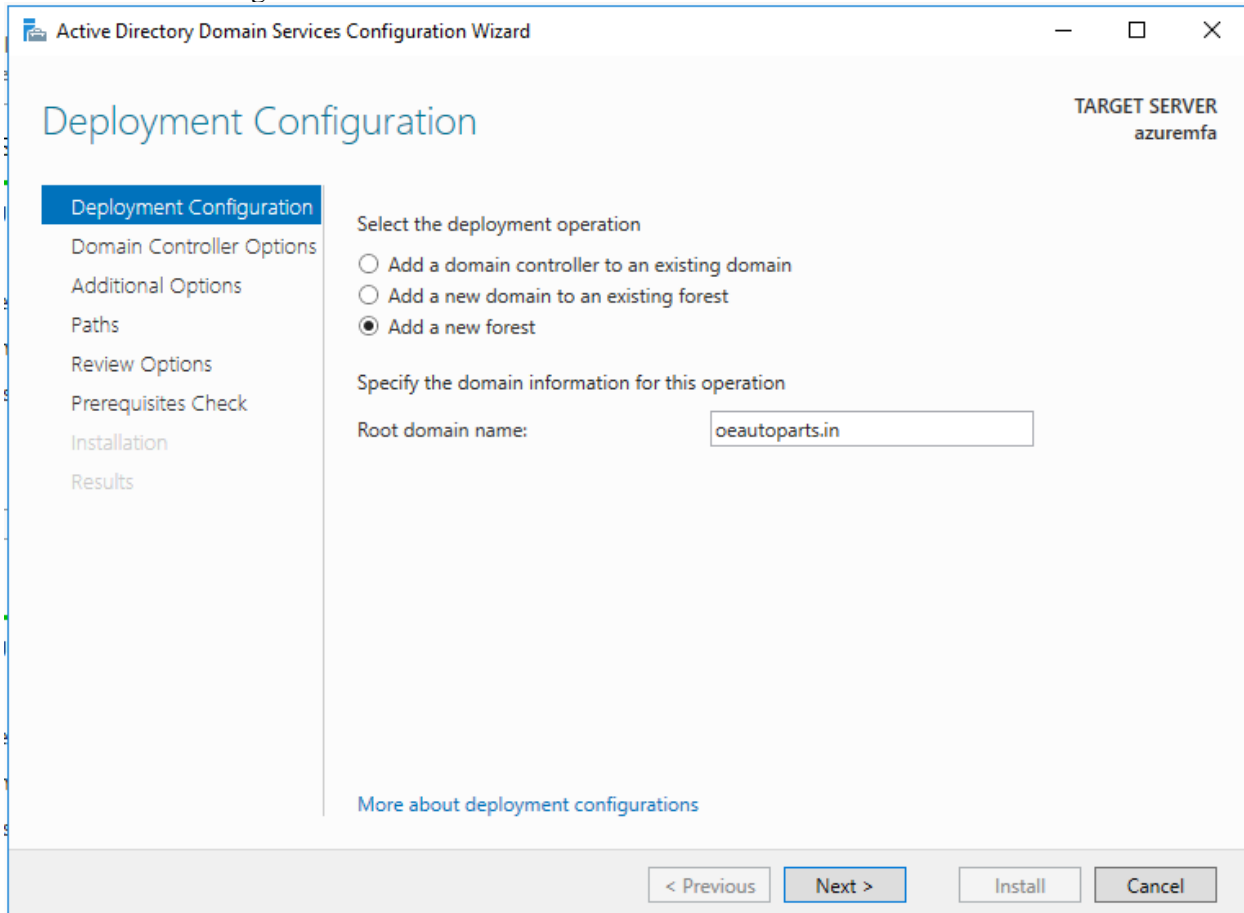 Active Directory Domain Services Configuration Wizard
Deployment Configuration
TARGET SERVER
azuremfa
Deployment Configuration
Domain Controller Options
Additional Options
Paths
Review Options
Prerequisites Check
Installation
Results
Select the deployment operation
Add a domain controller to an existing domain
Add a new domain to an existing forest
Add a new forest
Specify the domain information for this operation
Root domain name: oeautoparts.in
More about deployment configurations
< Previous Next > Install Cancel